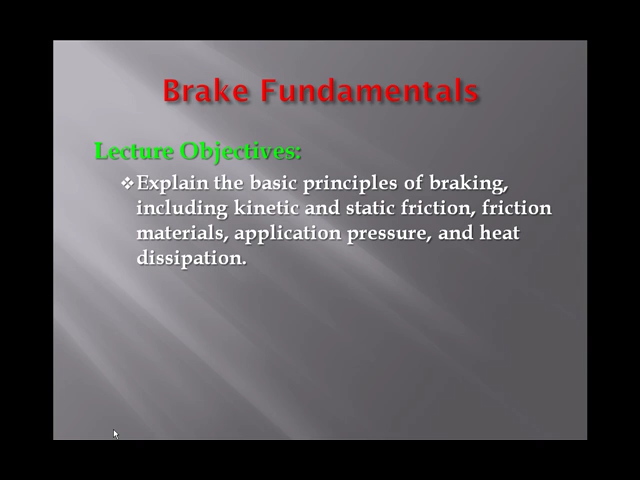 Brake Fundamentals
Lecture Objectives:
❖Explain the basic principles of braking,
including kinetic and static friction, friction
materials, application pressure, and heat
dissipation.